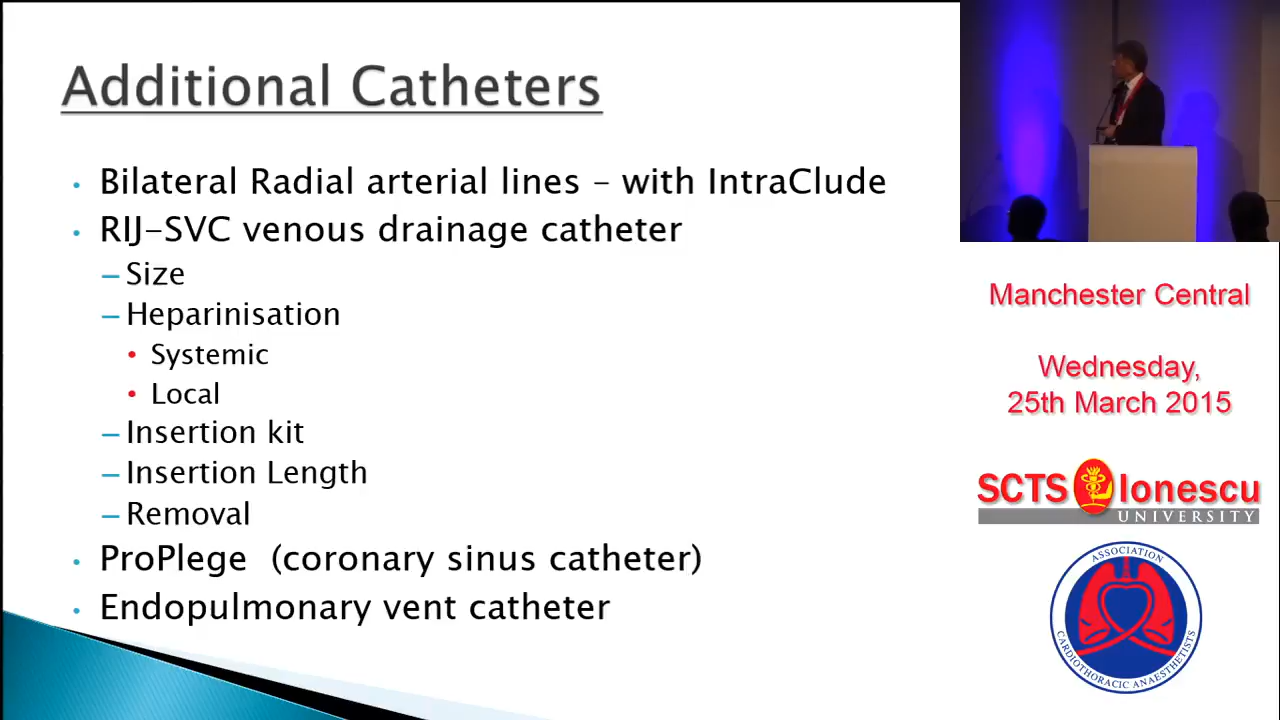 Additional Catheters
• Bilateral Radial arterial lines – with IntraClude
• RIJ-SVC venous drainage catheter
– Size
– Heparinisation
• Systemic
• Local
– Insertion kit
– Insertion Length
– Removal
• ProPlege (coronary sinus catheter)
• Endopulmonary vent catheter
Manchester Central
Wednesday,
25th March 2015
SCTS Ionescu
UNIVERSITY
ASSOCIATION
CARDIOTHORACIC ANAESTHETISTS